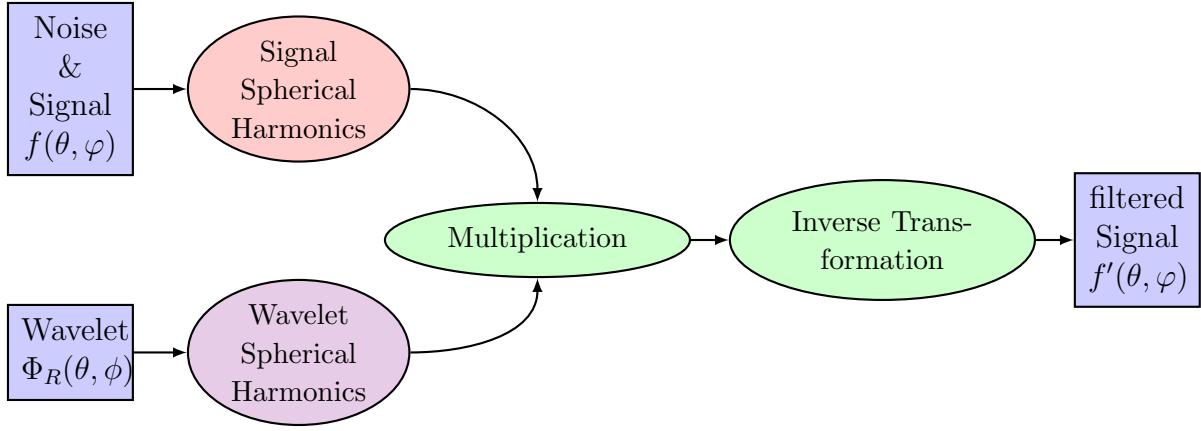 Noise
&
Signal
f(θ, φ)
Signal
Spherical
Harmonics
Multiplication
Inverse Trans-
formation
filtered
Signal
f′(θ, φ)
Wavelet
Φ_R(θ, ϕ)
Wavelet
Spherical
Harmonics